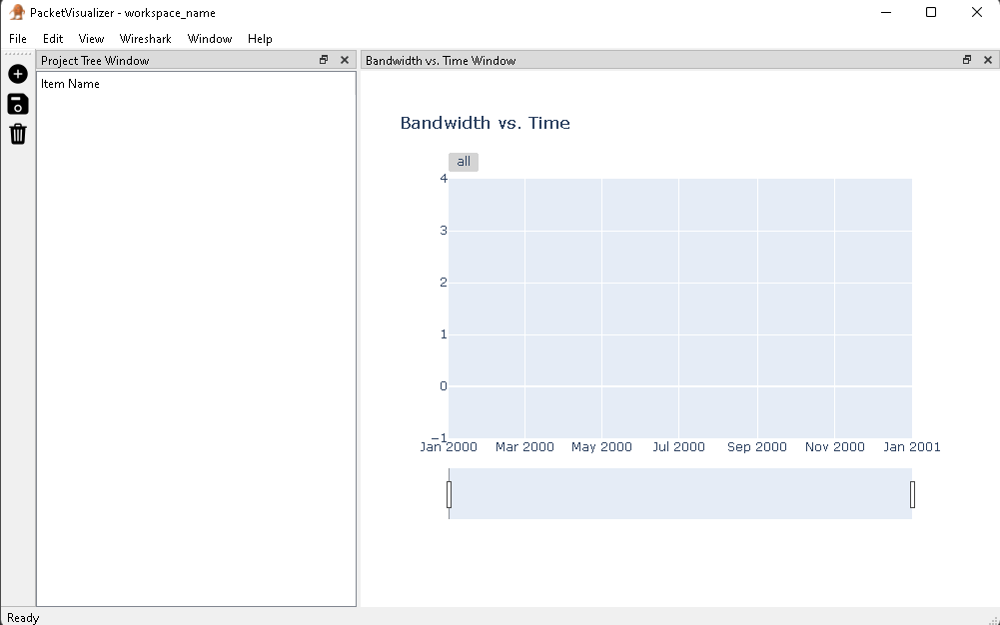 PacketVisualizer - workspace_name
File Edit View Wireshark Window Help
Project Tree Window
Item Name
Bandwidth vs. Time Window
Bandwidth vs. Time
all
4
3
2
1
0
−1
Jan 2000 Mar 2000 May 2000 Jul 2000 Sep 2000 Nov 2000 Jan 2001
Ready